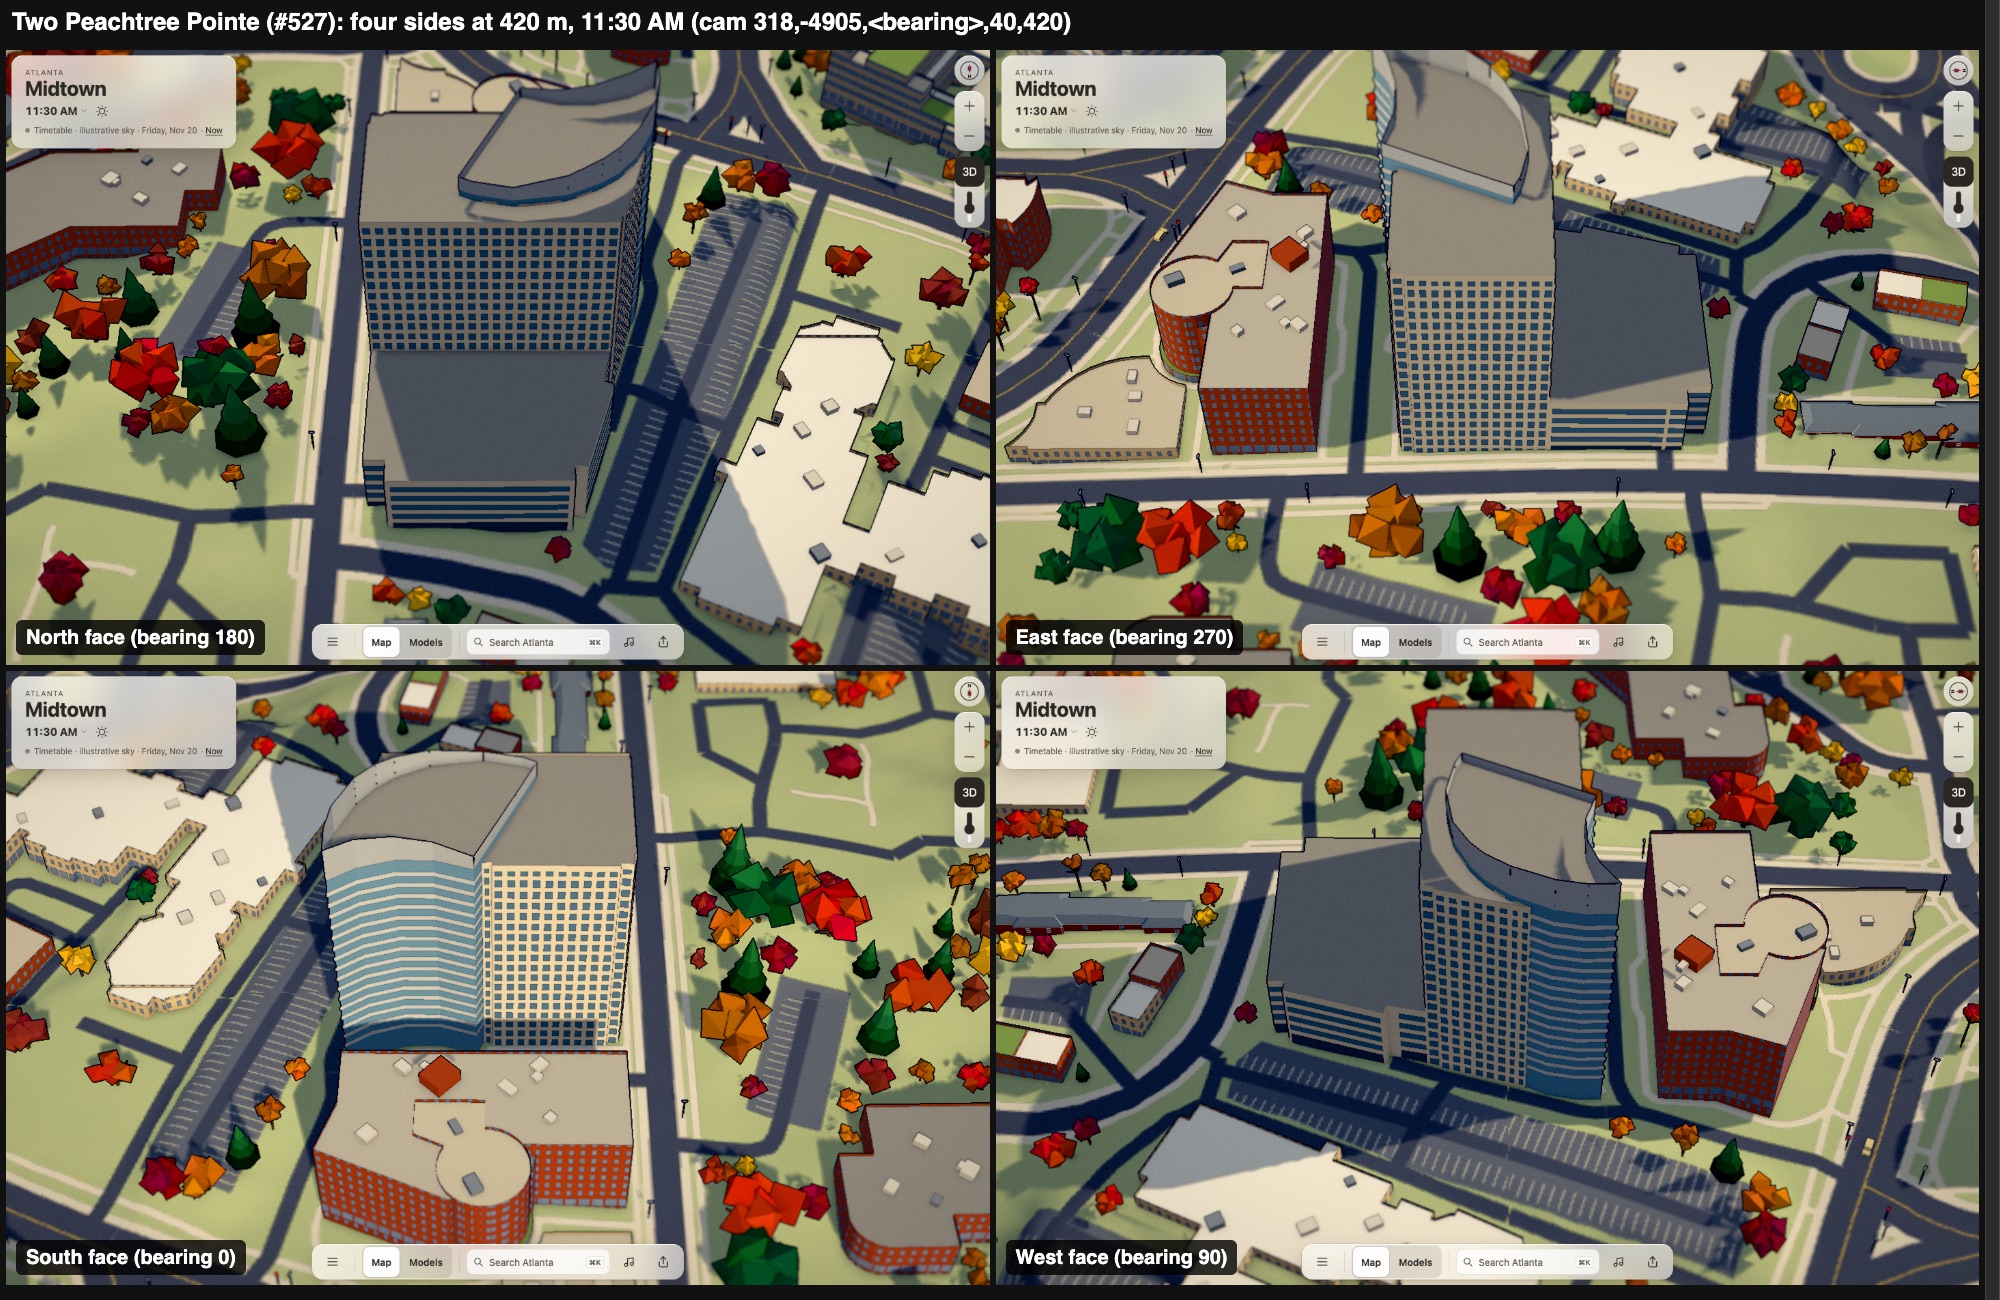 Two Peachtree Pointe (#527): four sides at 420 m, 11:30 AM (cam 318,-4905,<bearing>,40,420)
ATLANTA
Midtown
11:30 AM
Timetable · illustrative sky · Friday, Nov 20 · Now
N
+
−
3D
North face (bearing 180)
Map Models Search Atlanta ⌘K
ATLANTA
Midtown
11:30 AM
Timetable · illustrative sky · Friday, Nov 20 · Now
N
+
−
3D
East face (bearing 270)
Map Models Search Atlanta ⌘K
ATLANTA
Midtown
11:30 AM
Timetable · illustrative sky · Friday, Nov 20 · Now
N
+
−
3D
South face (bearing 0)
Map Models Search Atlanta ⌘K
ATLANTA
Midtown
11:30 AM
Timetable · illustrative sky · Friday, Nov 20 · Now
N
+
−
3D
West face (bearing 90)
Map Models Search Atlanta ⌘K